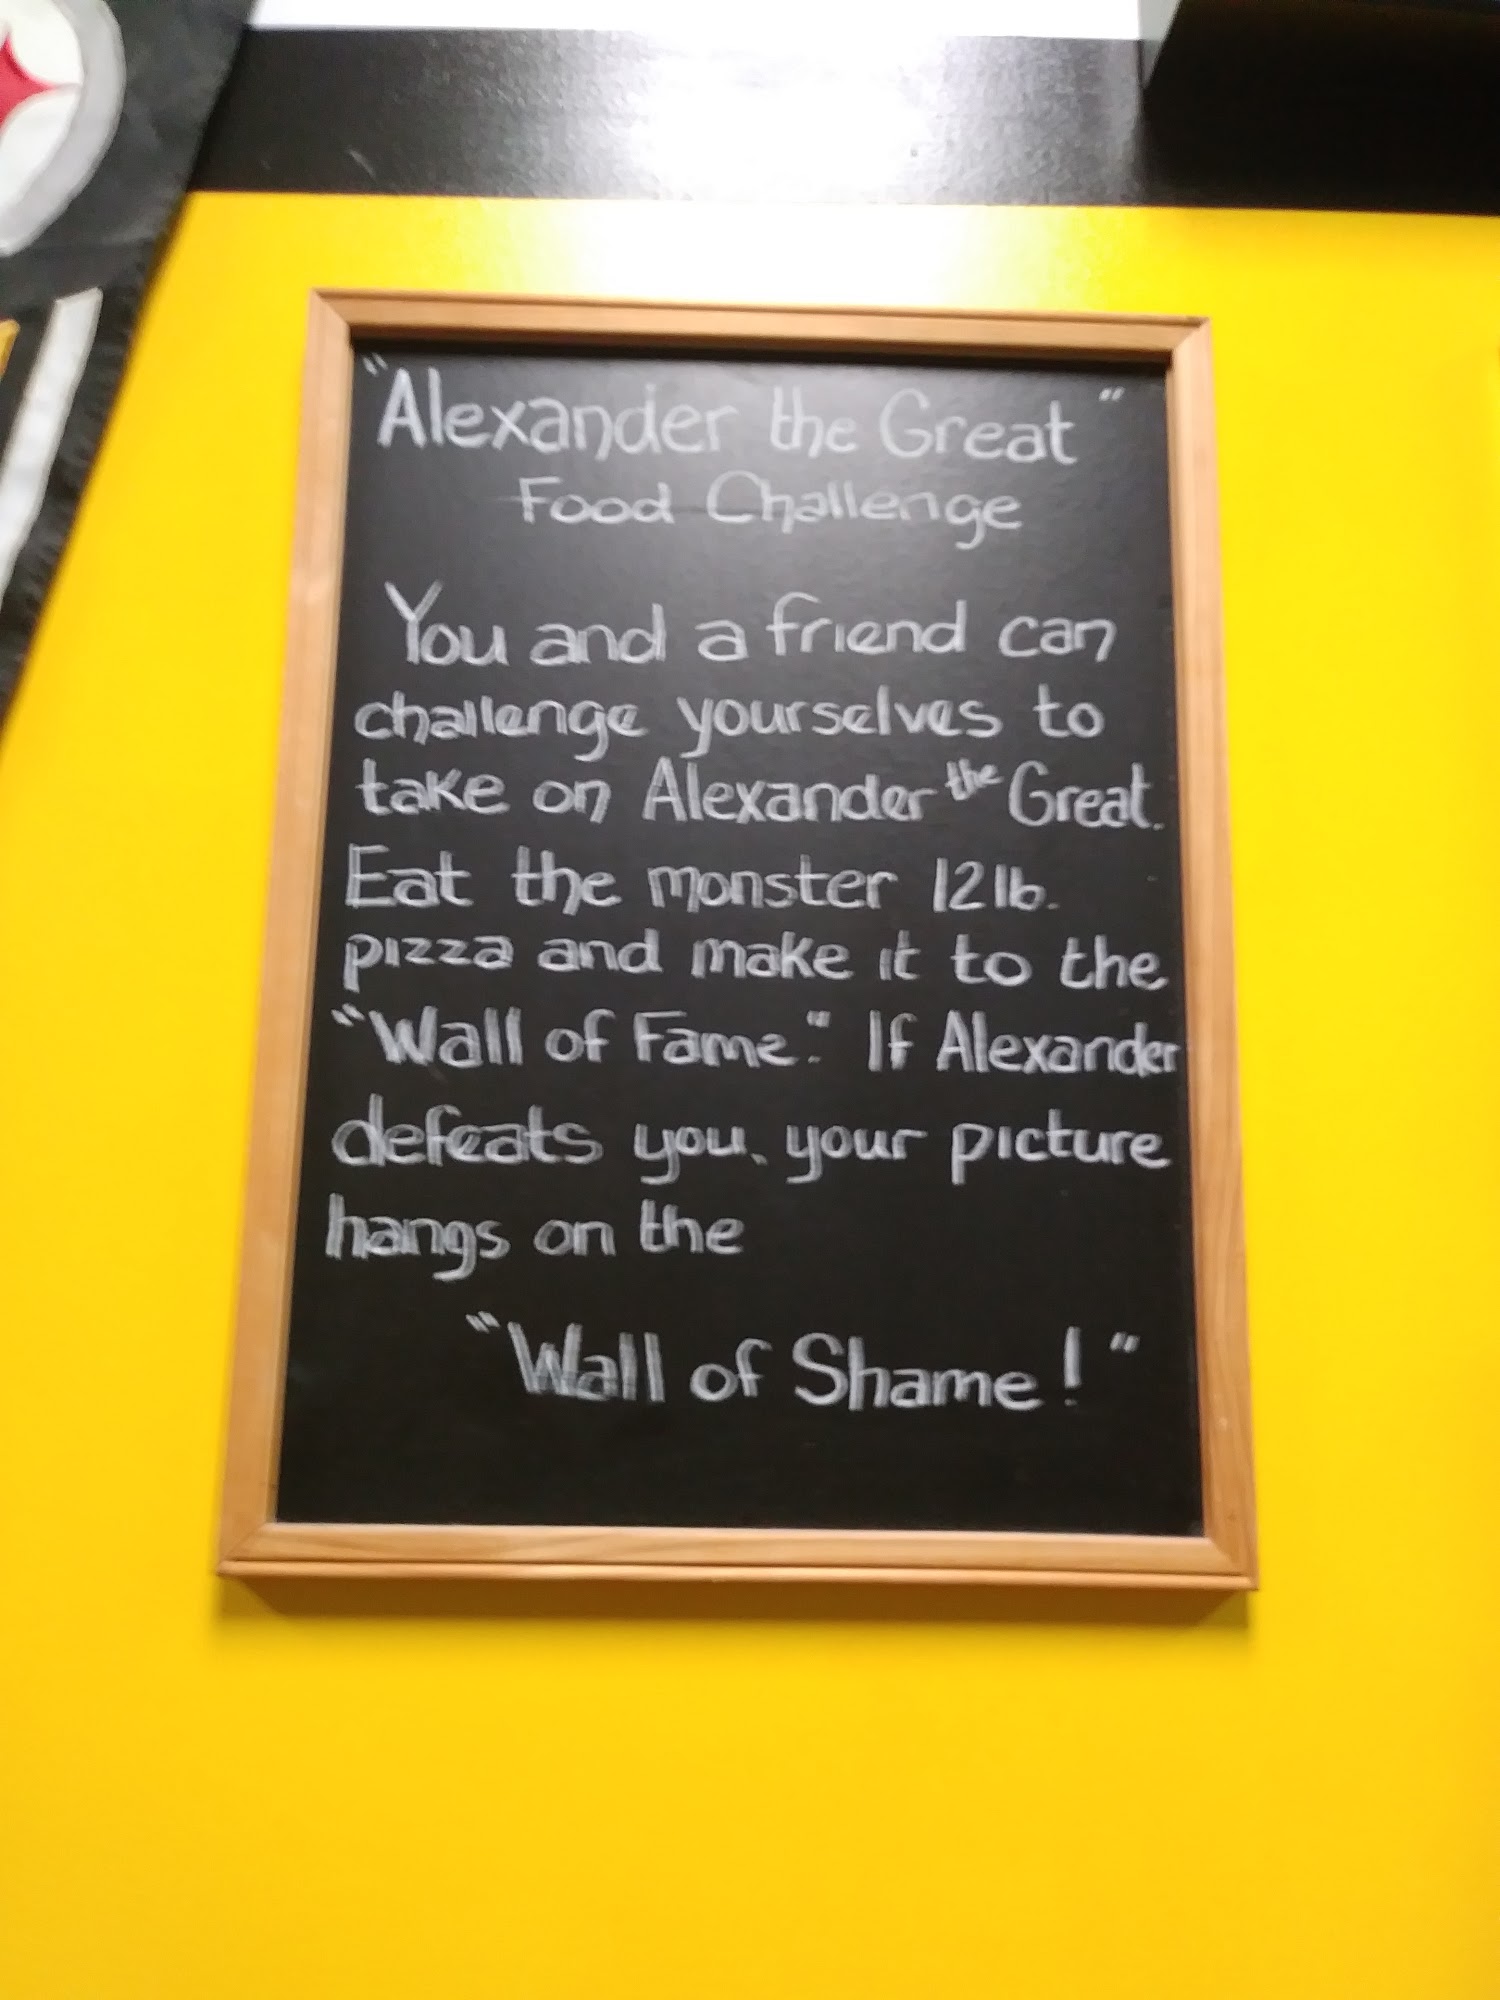 "Alexander the Great"
Food Challenge
You and a friend can
challenge yourselves to
take on Alexander the Great.
Eat the monster 12 lb.
pizza and make it to the
"Wall of Fame." If Alexander
defeats you, your picture
hangs on the
"Wall of Shame!"